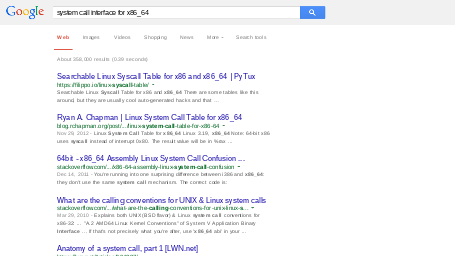 Google system call interface for x86_64
Web Images Videos Shopping News More Search tools
About 358,000 results (0.39 seconds)
Searchable Linux Syscall Table for x86 and x86_64 | PyTux
https://filippo.io/linux-syscall-table/
Searchable Linux Syscall Table for x86 and x86_64 There are some tables like this
around, but they are usually cool auto-generated hacks and that ...
Ryan A. Chapman | Linux System Call Table for x86_64
blog.rchapman.org/post/.../linux-system-call-table-for-x86-64
Nov 29, 2012 - Linux System Call Table for x86_64 Linux 3.19, x86_64 Note: 64-bit x86
uses syscall instead of interrupt 0x80. The result value will be in %rax ...
64bit - x86_64 Assembly Linux System Call Confusion ...
stackoverflow.com/.../x86-64-assembly-linux-system-call-confusion
Dec 14, 2011 - You're running into one surprising difference between i386 and x86_64:
they don't use the same system call mechanism. The correct code is:
What are the calling conventions for UNIX & Linux system calls
stackoverflow.com/.../what-are-the-calling-conventions-for-unix-linux-s...
Mar 29, 2010 - Explains both UNIX (BSD flavor) & Linux system call conventions for
x86-32 ... "A.2 AMD64 Linux Kernel Conventions" of System V Application Binary
Interface ... If that's not precisely what you're after, use 'x86_64 abi' in your ...
Anatomy of a system call, part 1 [LWN.net]